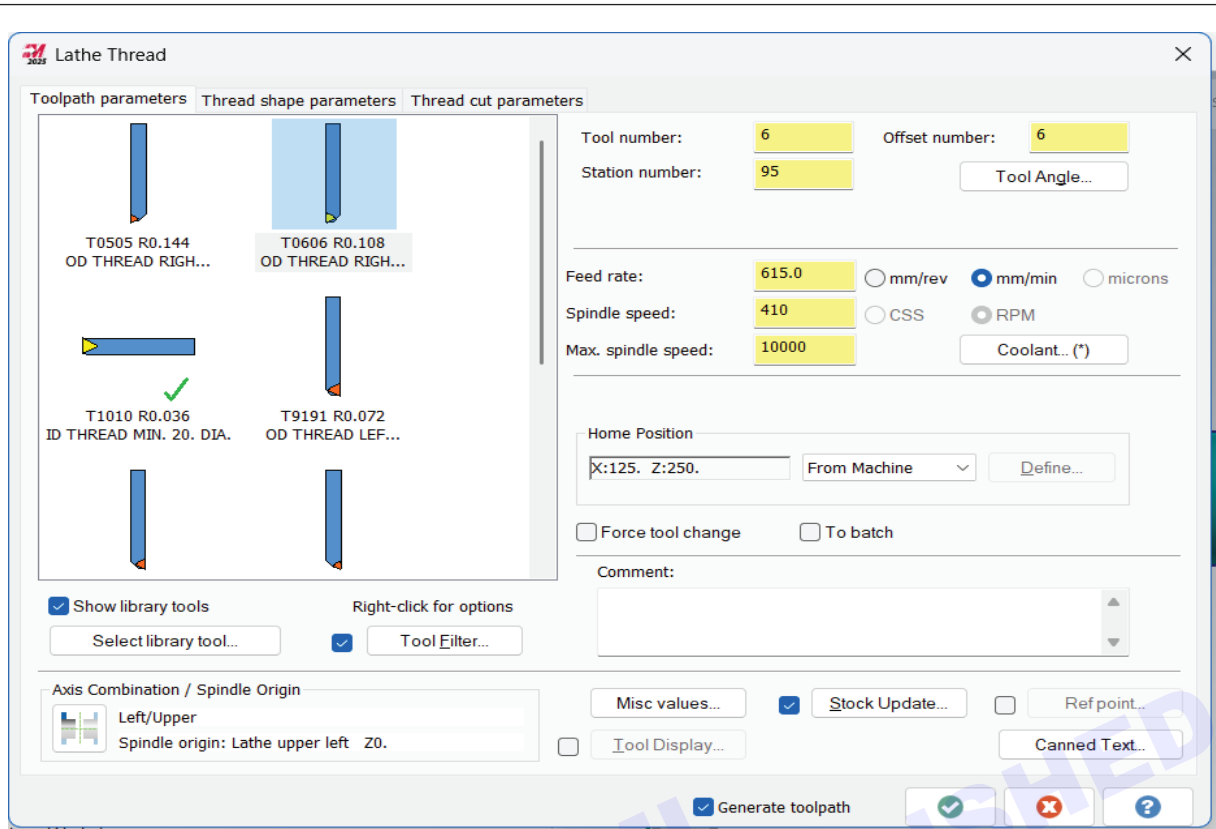 2025 Lathe Thread
Toolpath parameters Thread shape parameters Thread cut parameters
T0505 R0.144
OD THREAD RIGH...
T0606 R0.108
OD THREAD RIGH...
T1010 R0.036
ID THREAD MIN. 20. DIA.
T9191 R0.072
OD THREAD LEF...
Show library tools
Right-click for options
Select library tool...
Tool Filter...
Axis Combination / Spindle Origin
Left/Upper
Spindle origin: Lathe upper left Z0.
Tool number: 6 Offset number: 6
Station number: 95 Tool Angle...
Feed rate: 615.0 mm/rev mm/min microns
Spindle speed: 410 CSS RPM
Max. spindle speed: 10000 Coolant... (*)
Home Position
X:125. Z:250. From Machine Define...
Force tool change To batch
Comment:
Misc values... Stock Update... Ref point...
Tool Display... Canned Text...
Generate toolpath